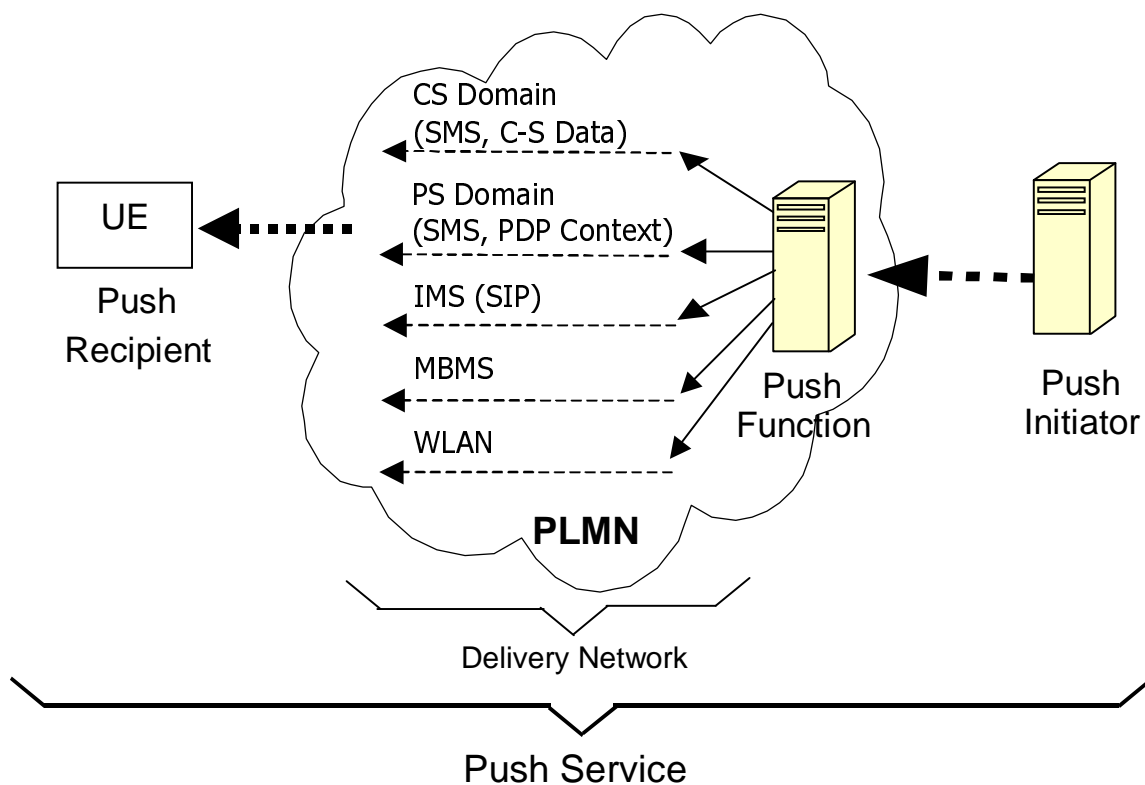 CS Domain
(SMS, C-S Data)
PS Domain
(SMS, PDP Context)
IMS (SIP)
MBMS
WLAN
PLMN
UE
Push
Recipient
Push
Function
Push
Initiator
Delivery Network
Push Service